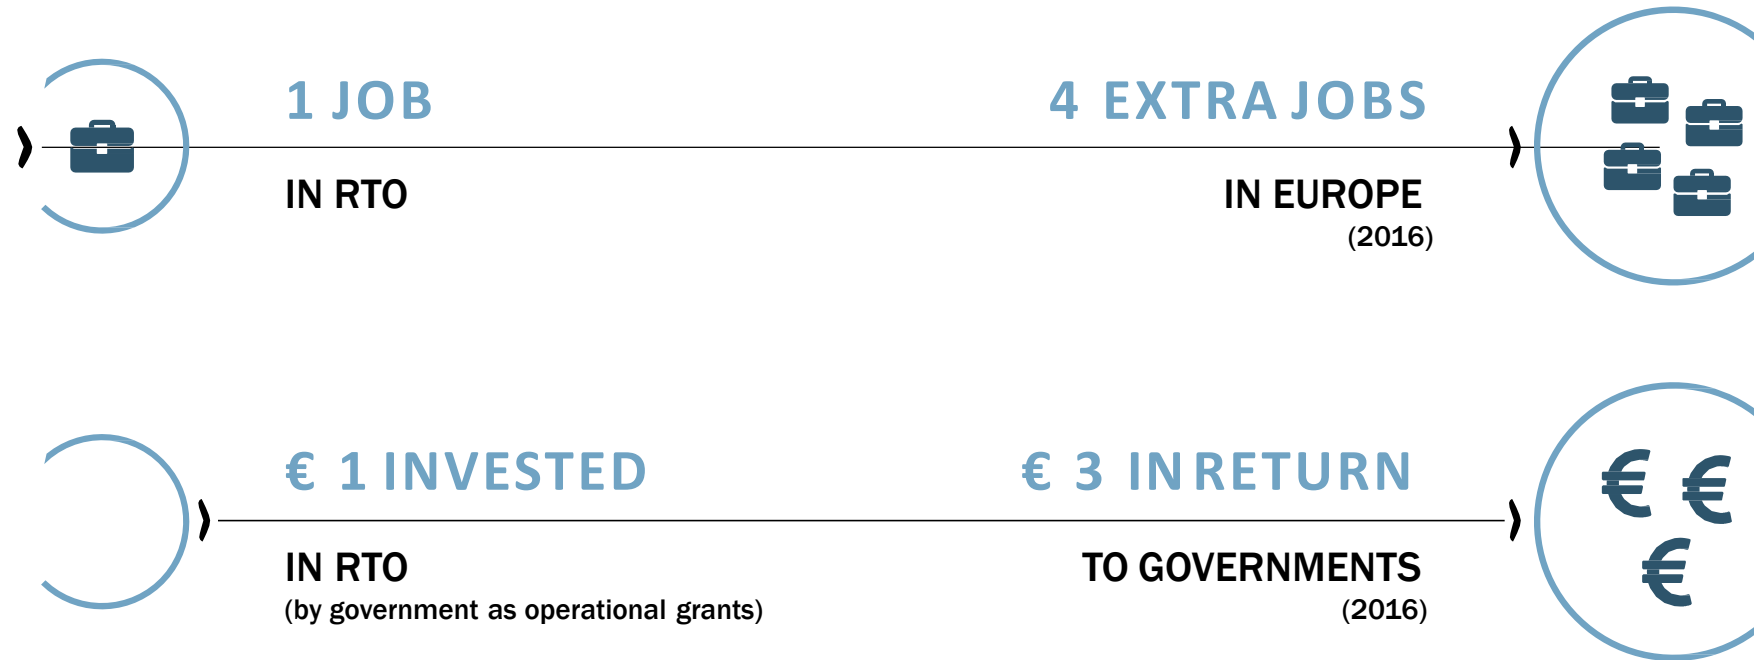 1 JOB
4 EXTRA JOBS
IN RTO
IN EUROPE
(2016)
€ 1 INVESTED
€ 3 IN RETURN
IN RTO
TO GOVERNMENTS
(by government as operational grants)
(2016)
€ €
€